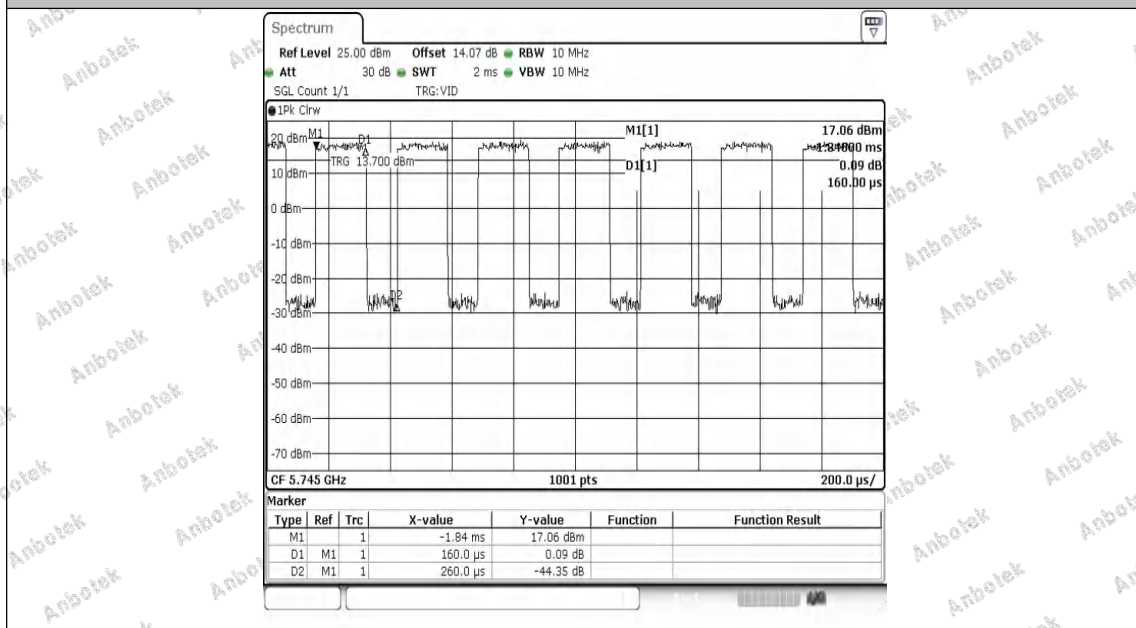 Spectrum
Ref Level 25.00 dBm Offset 14.07 dB RBW 10 MHz
Att 30 dB SWT 2 ms VBW 10 MHz
SGL Count 1/1 TRG:VID
1Pk Clrw
M1[1] 17.06 dBm
-1.84000 ms
D1[1] 0.09 dB
160.00 µs
20 dBm
M1
D1
TRG 13.700 dBm
10 dBm
0 dBm
-10 dBm
-20 dBm
D2
-30 dBm
-40 dBm
-50 dBm
-60 dBm
-70 dBm
CF 5.745 GHz 1001 pts 200.0 µs/
Marker
Type Ref Trc X-value Y-value Function Function Result
M1 1 -1.84 ms 17.06 dBm
D1 M1 1 160.0 µs 0.09 dB
D2 M1 1 260.0 µs -44.35 dB
Anbotek